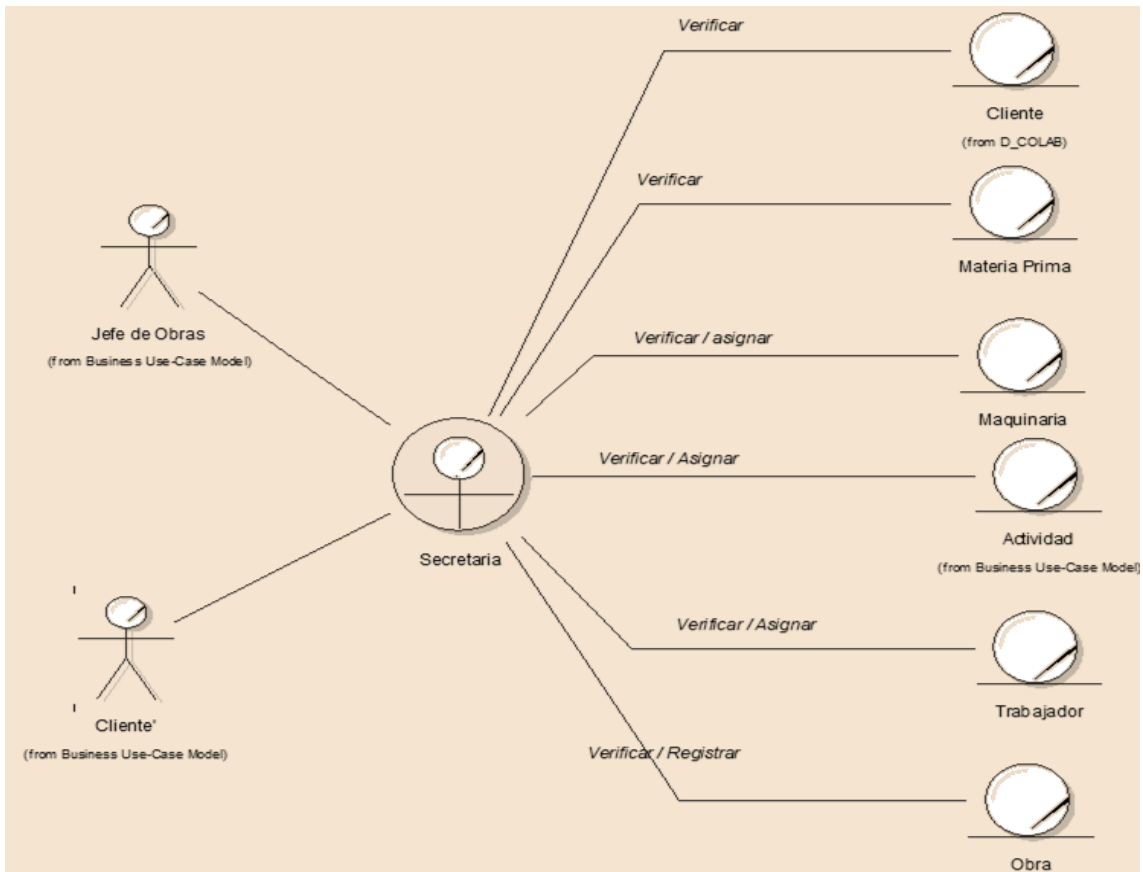 Verificar
Cliente
(from D_COLAB)
Verificar
Materia Prima
Jefe de Obras
(from Business Use-Case Model)
Verificar / asignar
Maquinaria
Verificar / Asignar
Actividad
(from Business Use-Case Model)
Secretaria
Verificar / Asignar
Trabajador
Cliente'
(from Business Use-Case Model)
Verificar / Registrar
Obra